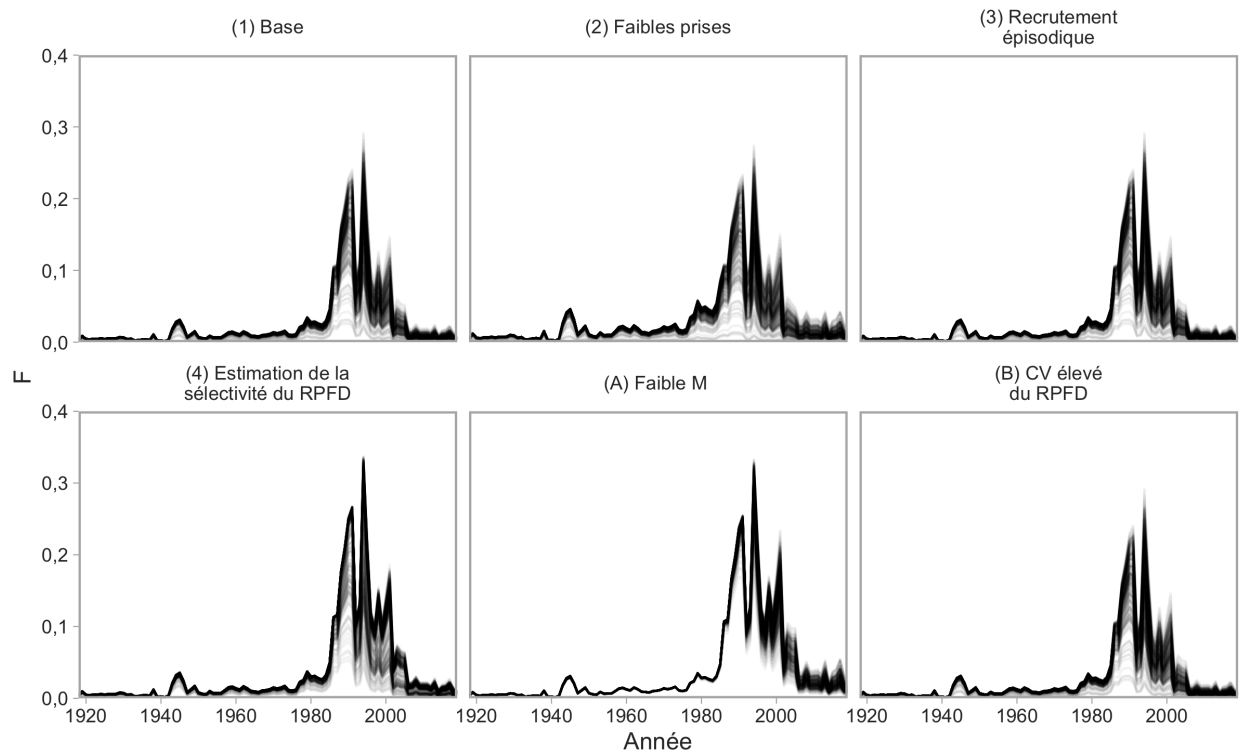 (1) Base
(2) Faibles prises
(3) Recrutement
épisodique
0,4
0,3
0,2
0,1
0,0
F
(4) Estimation de la
sélectivité du RPFD
(A) Faible M
(B) CV élevé
du RPFD
0,4
0,3
0,2
0,1
0,0
1920 1940 1960 1980 2000
1920 1940 1960 1980 2000
1920 1940 1960 1980 2000
Année